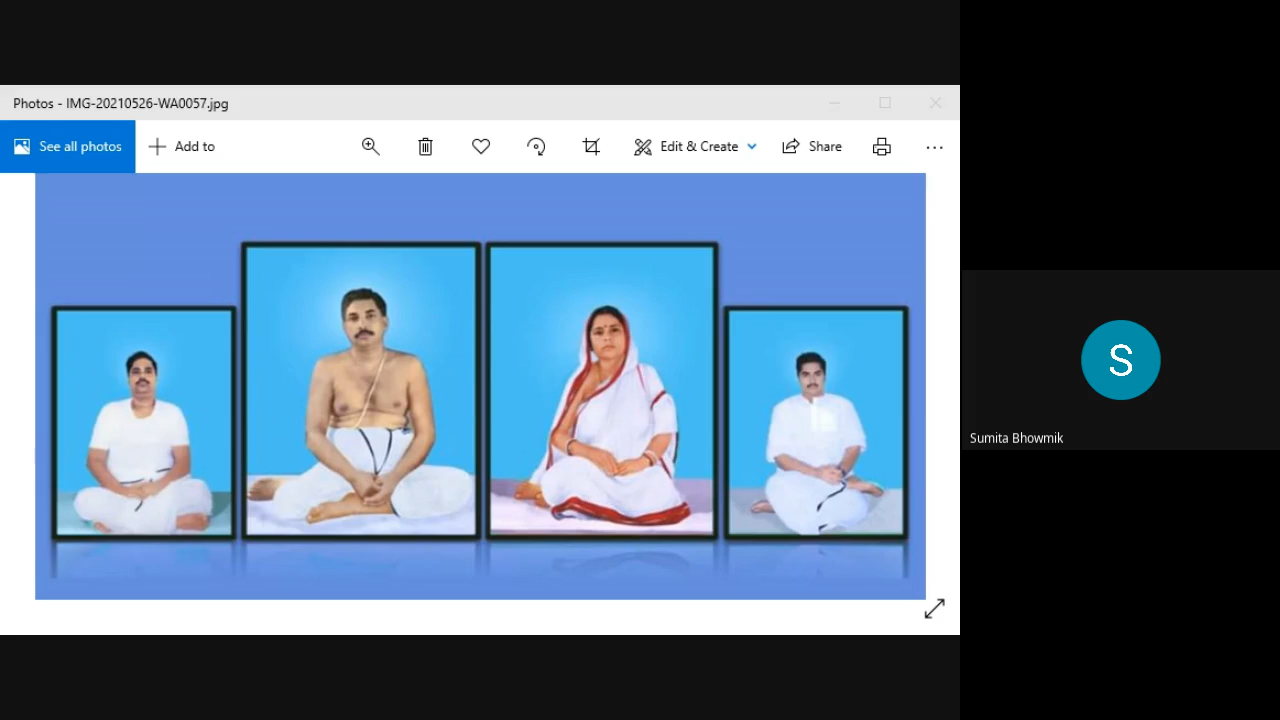 Photos - IMG-20210526-WA0057.jpg
See all photos
Add to
Edit & Create
Share
S
Sumita Bhowmik